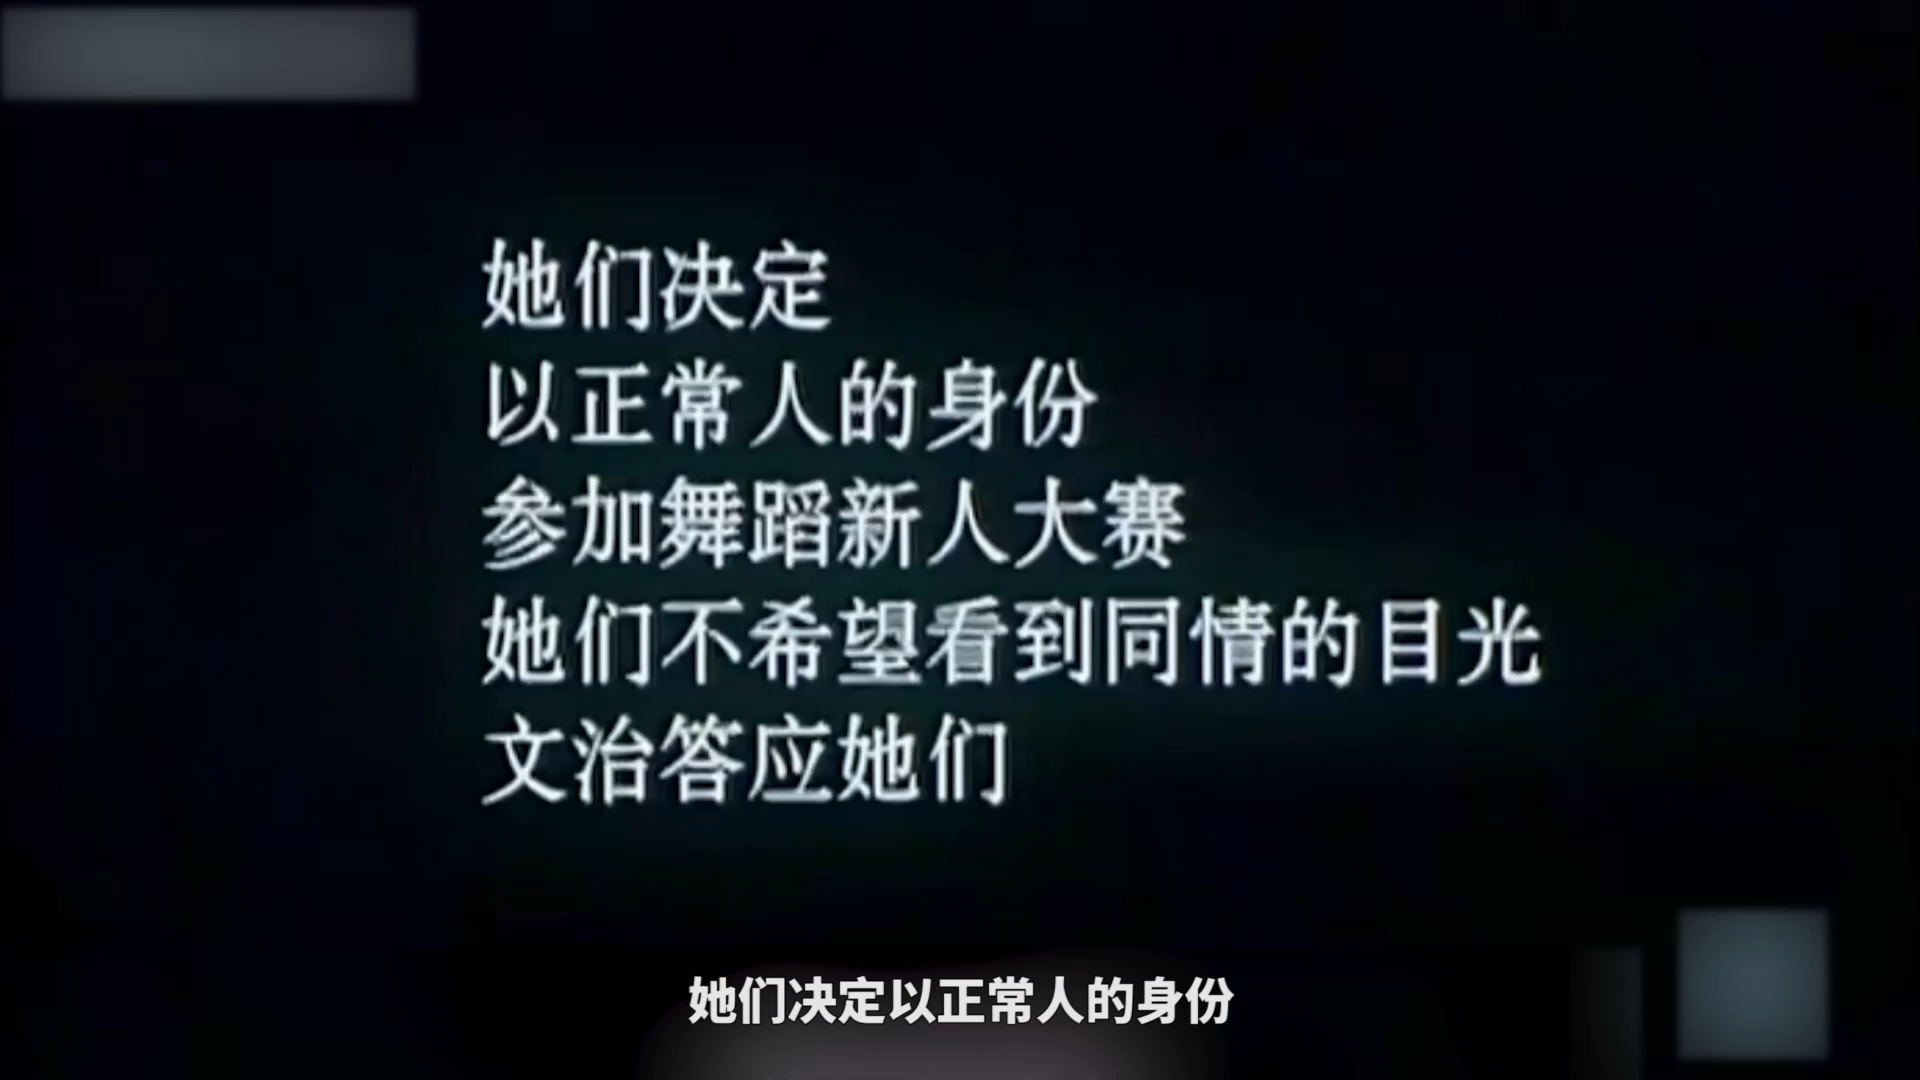 她们决定
以正常人的身份
参加舞蹈新人大赛
她们不希望看到同情的目光
文治答应她们
她们决定以正常人的身份